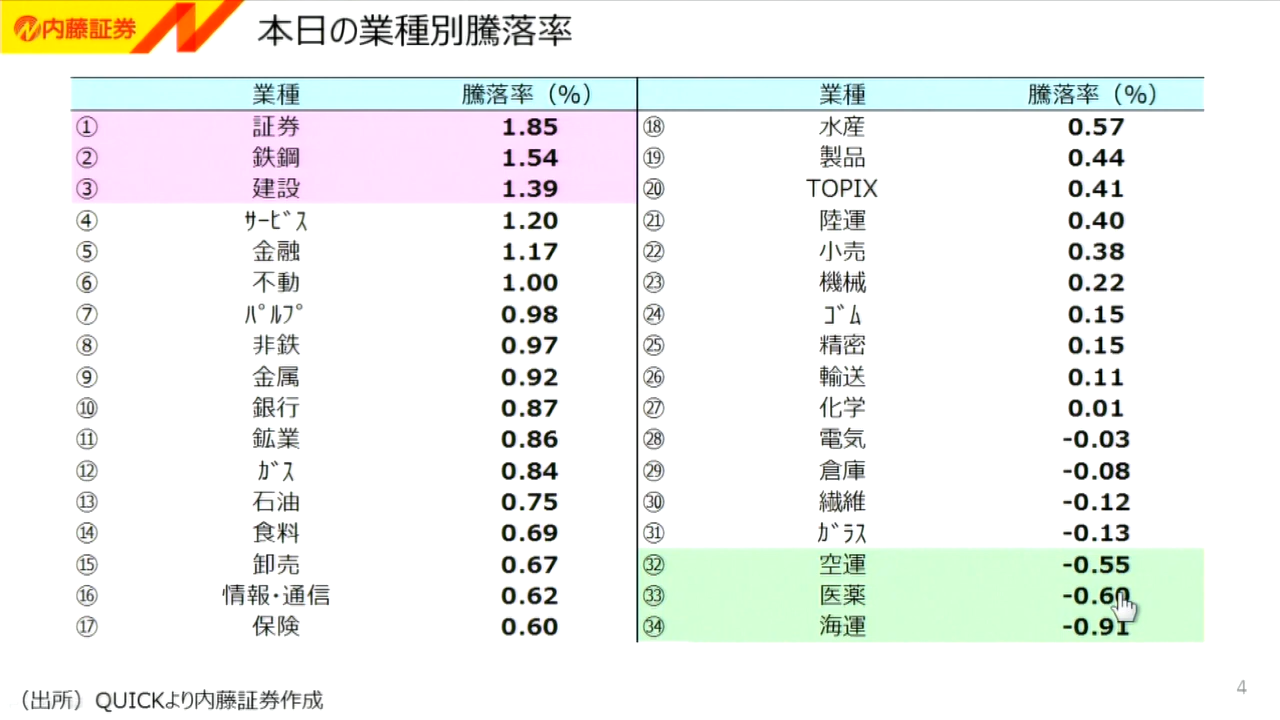 内藤証券
本日の業種別騰落率
業種 騰落率（%） 業種 騰落率（%）
① 証券 1.85 ⑱ 水産 0.57
② 鉄鋼 1.54 ⑲ 製品 0.44
③ 建設 1.39 ⑳ TOPIX 0.41
④ ｻｰﾋﾞｽ 1.20 ㉑ 陸運 0.40
⑤ 金融 1.17 ㉒ 小売 0.38
⑥ 不動 1.00 ㉓ 機械 0.22
⑦ ﾊﾟﾙﾌﾟ 0.98 ㉔ ｺﾞﾑ 0.15
⑧ 非鉄 0.97 ㉕ 精密 0.15
⑨ 金属 0.92 ㉖ 輸送 0.11
⑩ 銀行 0.87 ㉗ 化学 0.01
⑪ 鉱業 0.86 ㉘ 電気 -0.03
⑫ ｶﾞｽ 0.84 ㉙ 倉庫 -0.08
⑬ 石油 0.75 ㉚ 繊維 -0.12
⑭ 食料 0.69 ㉛ ｶﾞﾗｽ -0.13
⑮ 卸売 0.67 ㉜ 空運 -0.55
⑯ 情報・通信 0.62 ㉝ 医薬 -0.60
⑰ 保険 0.60 ㉞ 海運 -0.91
（出所）QUICKより内藤証券作成
4